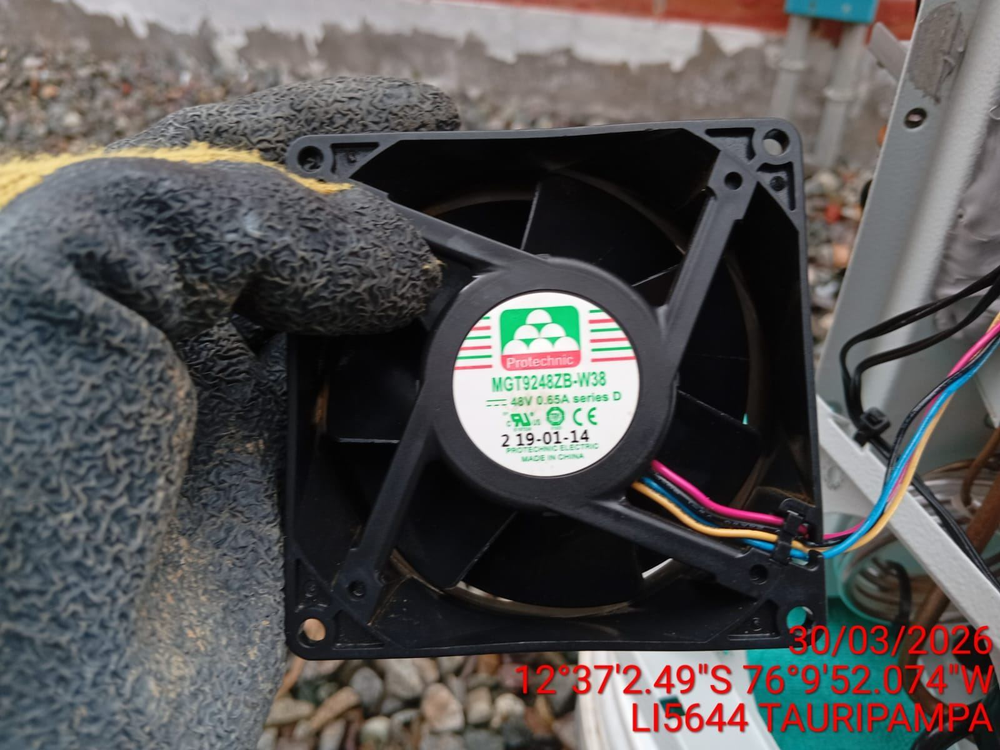 Protechnic
MGT9248ZB-W38
48V 0.65A series D
c US CE
2 19-01-14
PROTECHNIC ELECTRIC
MADE IN CHINA
30/03/2026
12°37'2.49"S 76°9'52.074"W
LI5644 TAURIPAMPA